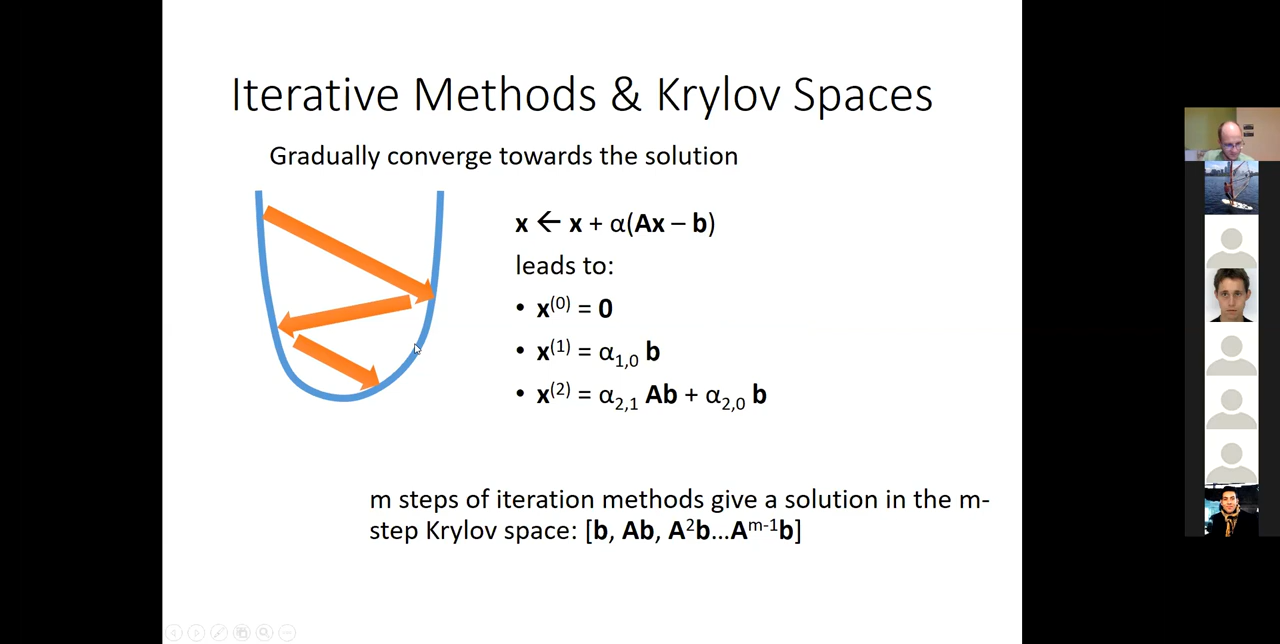 Iterative Methods & Krylov Spaces
Gradually converge towards the solution
x ← x + α(Ax – b)
leads to:
• x⁽⁰⁾ = 0
• x⁽¹⁾ = α₁,₀ b
• x⁽²⁾ = α₂,₁ Ab + α₂,₀ b
m steps of iteration methods give a solution in the m-
step Krylov space: [b, Ab, A²b...Aᵐ⁻¹b]